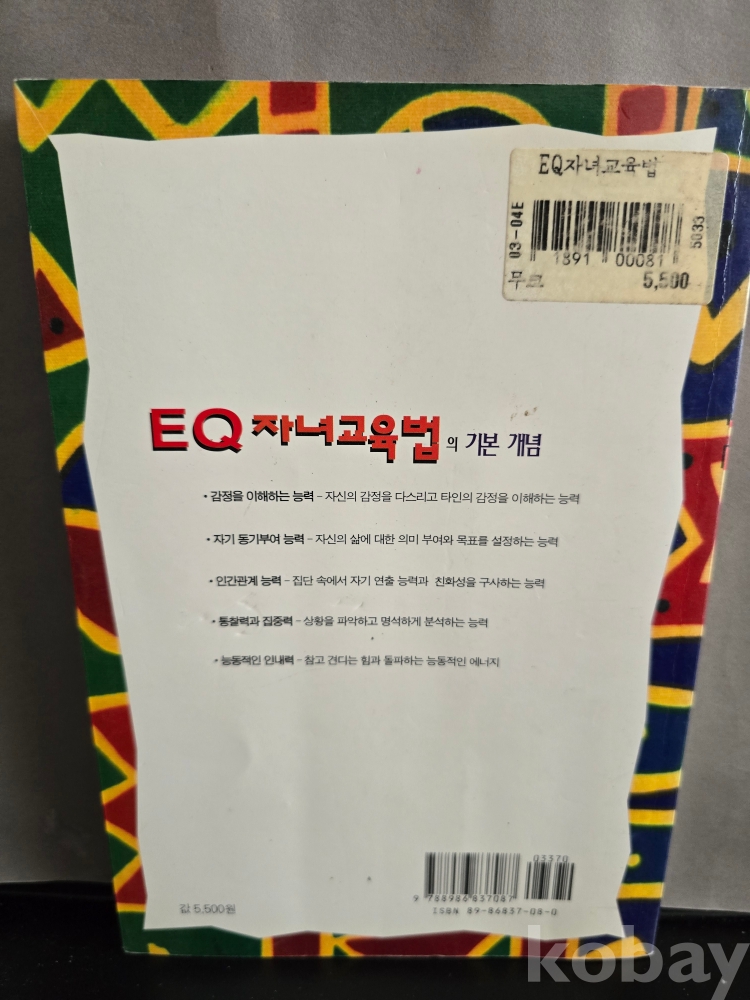 EQ자녀교육법
03-04E
5033
1891 00081
무크 5,500
EQ 자녀교육법의 기본 개념
• 감정을 이해하는 능력 – 자신의 감정을 다스리고 타인의 감정을 이해하는 능력
• 자기 동기부여 능력 – 자신의 삶에 대한 의미 부여와 목표를 설정하는 능력
• 인간관계 능력 – 집단 속에서 자기 연출 능력과 친화성을 구사하는 능력
• 통찰력과 집중력 – 상황을 파악하고 명석하게 분석하는 능력
• 능동적인 인내력 – 참고 견디는 힘과 돌파하는 능동적인 에너지
03370
9 788986 837087
ISBN 89-86837-08-0
값 5,500원
kobay